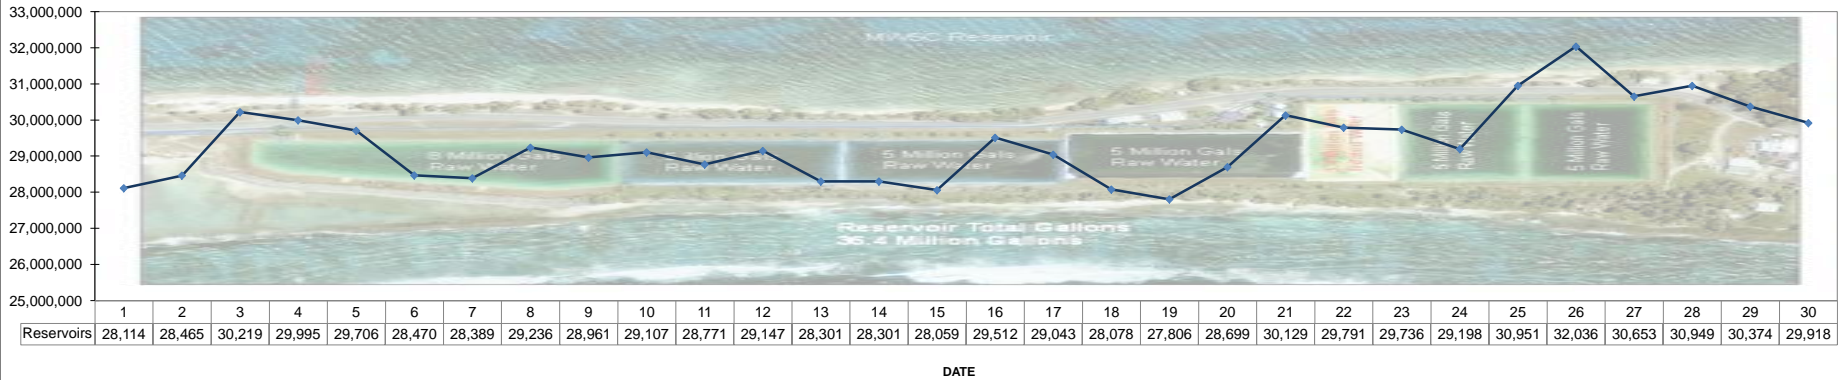 33,000,000
32,000,000
31,000,000
30,000,000
29,000,000
28,000,000
27,000,000
26,000,000
25,000,000
MWSC Reservoir
8 Million Gals
Raw Water
Raw Water
5 Million Gals
Raw Water
5 Million Gals
Raw Water
5 Million Gals
Raw Water
5 Million Gals
Raw Water
Reservoir Total Gallons
36.4 Million Gallons
1 2 3 4 5 6 7 8 9 10 11 12 13 14 15 16 17 18 19 20 21 22 23 24 25 26 27 28 29 30
Reservoirs 28,114 28,465 30,219 29,995 29,706 28,470 28,389 29,236 28,961 29,107 28,771 29,147 28,301 28,301 28,059 29,512 29,043 28,078 27,806 28,699 30,129 29,791 29,736 29,198 30,951 32,036 30,653 30,949 30,374 29,918
DATE